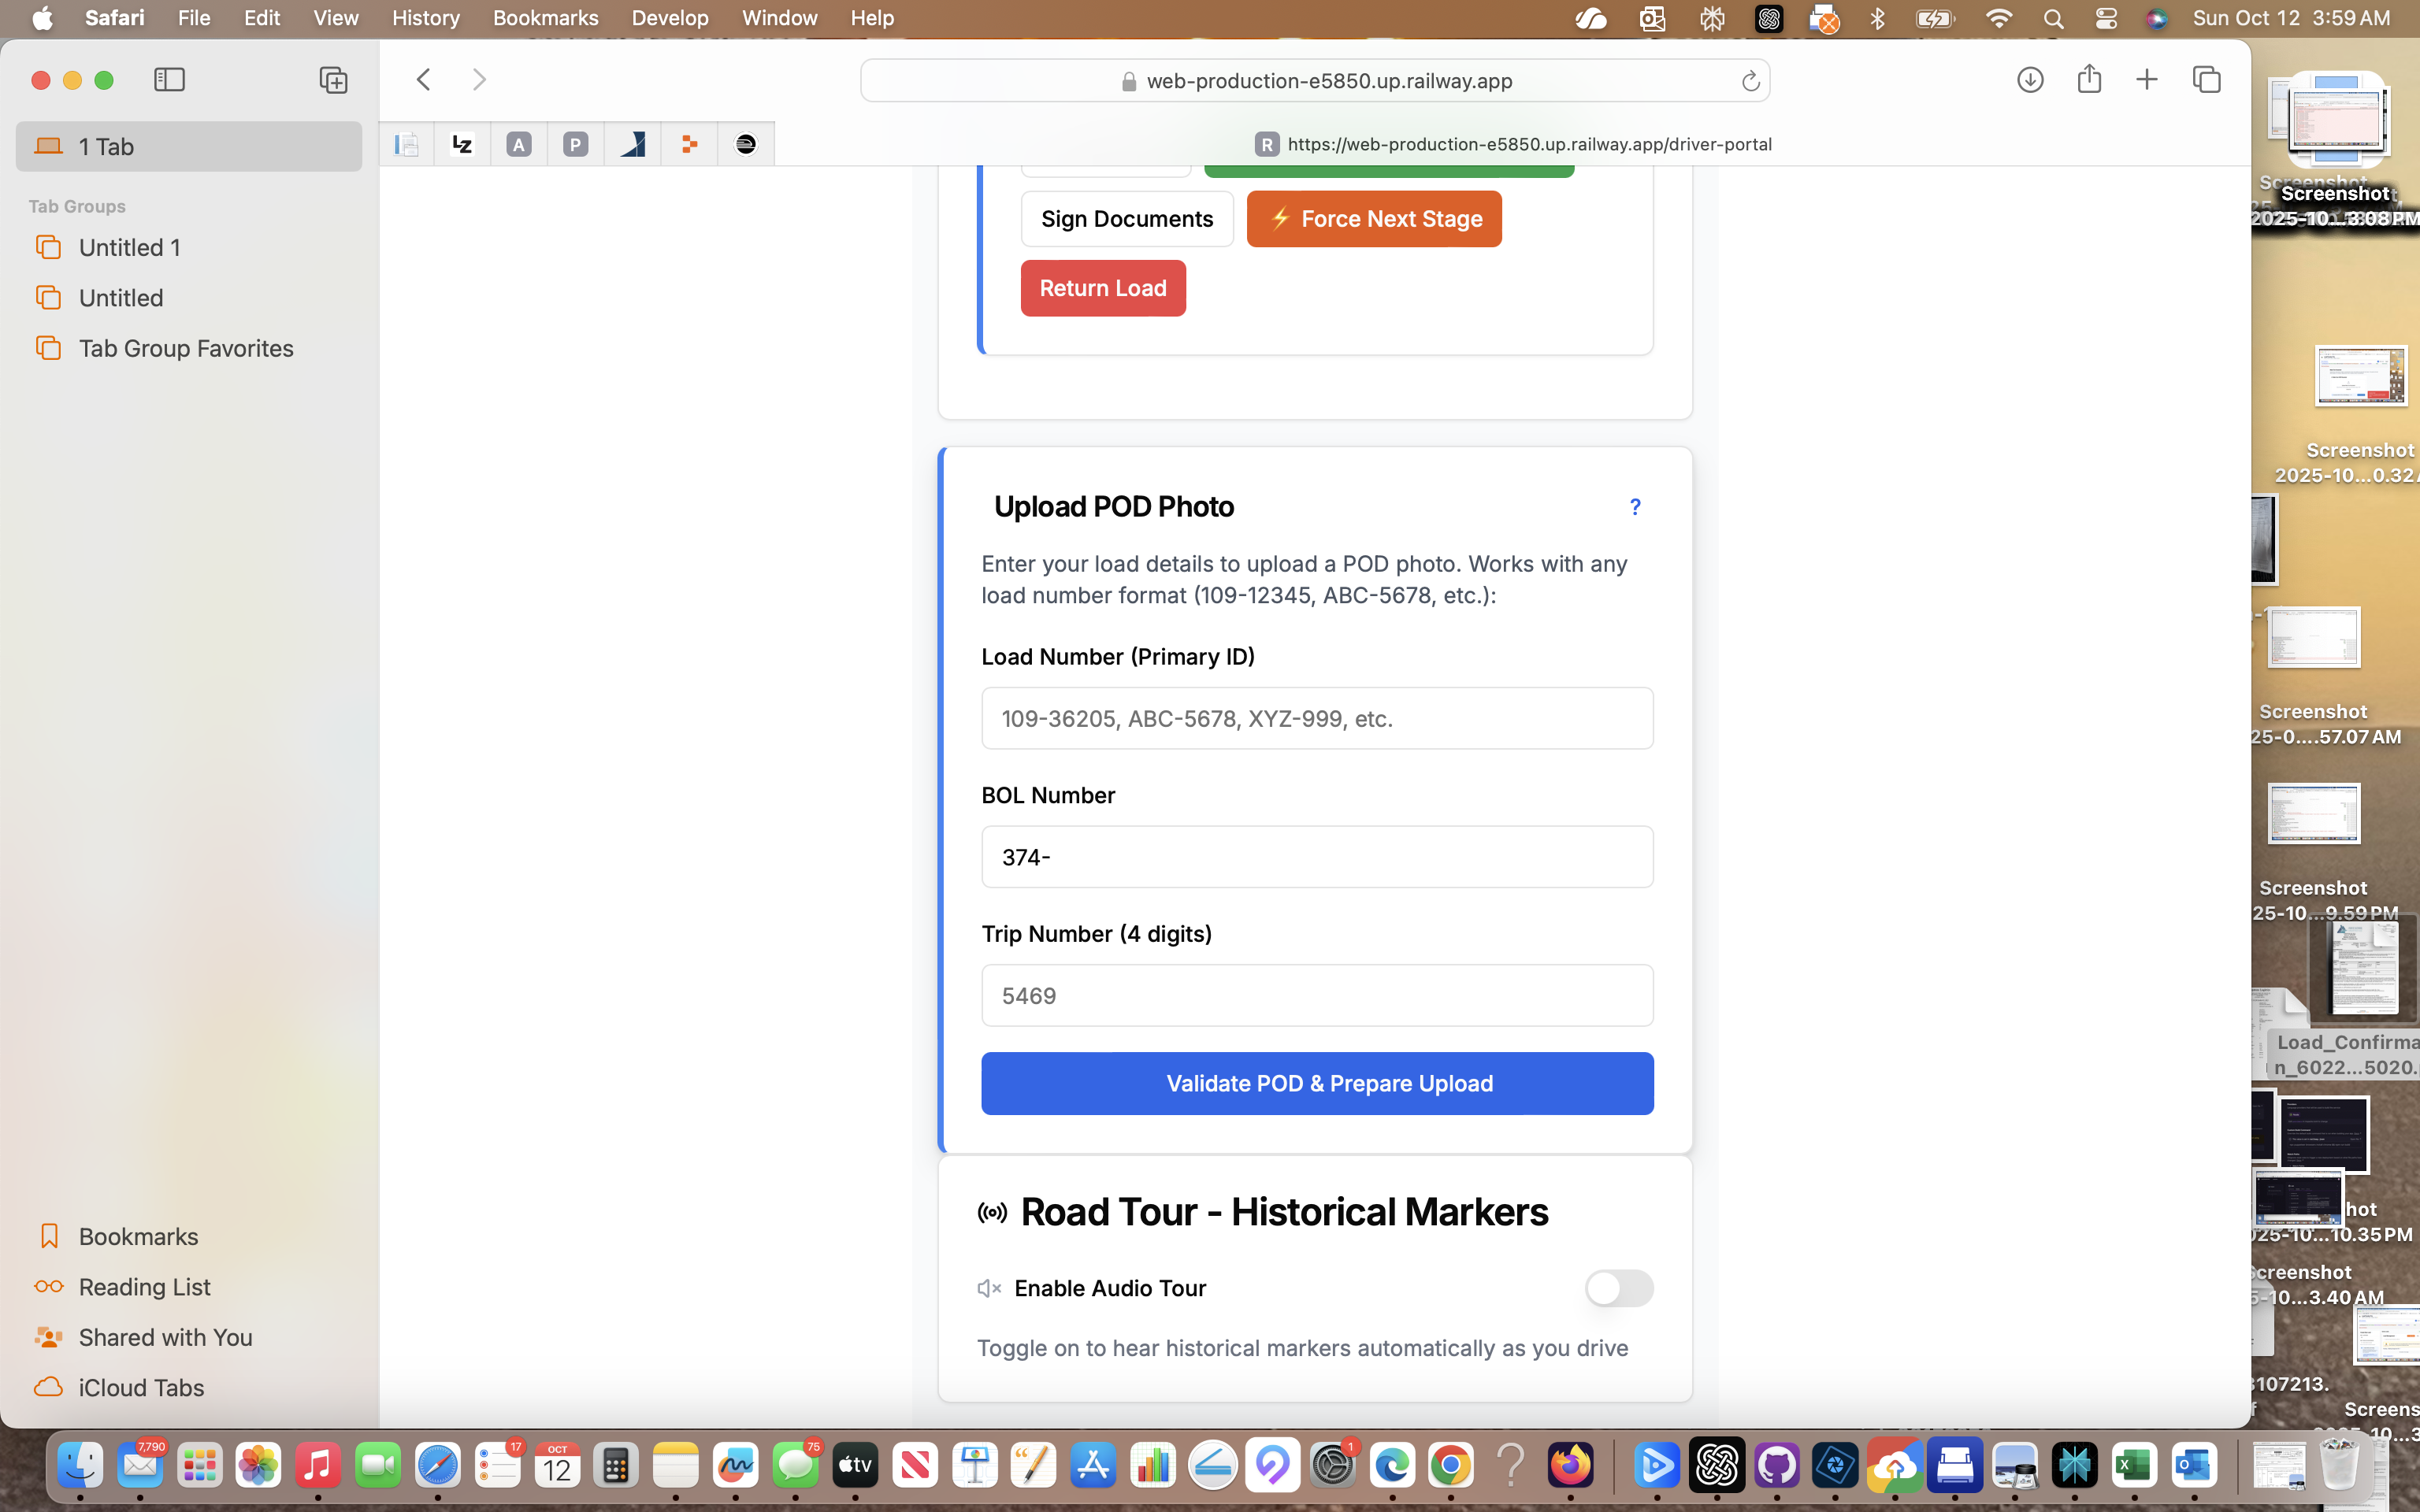 Safari File Edit View History Bookmarks Develop Window Help Sun Oct 12 3:59 AM
web-production-e5850.up.railway.app
1 Tab
LZ A P R https://web-production-e5850.up.railway.app/driver-portal
Tab Groups
Untitled 1
Untitled
Tab Group Favorites
Sign Documents
⚡ Force Next Stage
Return Load
Upload POD Photo ?
Enter your load details to upload a POD photo. Works with any
load number format (109-12345, ABC-5678, etc.):
Load Number (Primary ID)
109-36205, ABC-5678, XYZ-999, etc.
BOL Number
374-
Trip Number (4 digits)
5469
Validate POD & Prepare Upload
Road Tour - Historical Markers
Enable Audio Tour
Toggle on to hear historical markers automatically as you drive
Bookmarks
Reading List
Shared with You
iCloud Tabs
Screenshot
2025-10...3:08 PM
Screenshot
2025-10...0.32
Screenshot
25-0....57.07 AM
Screenshot
25-10...9.59 PM
Load_Confirma
n_6022...5020.
hot
025-10...10.35 PM
creenshot
5-10...3.40 AM
3107213.
f
Screens
7,790
17
OCT
12
75
tv
1